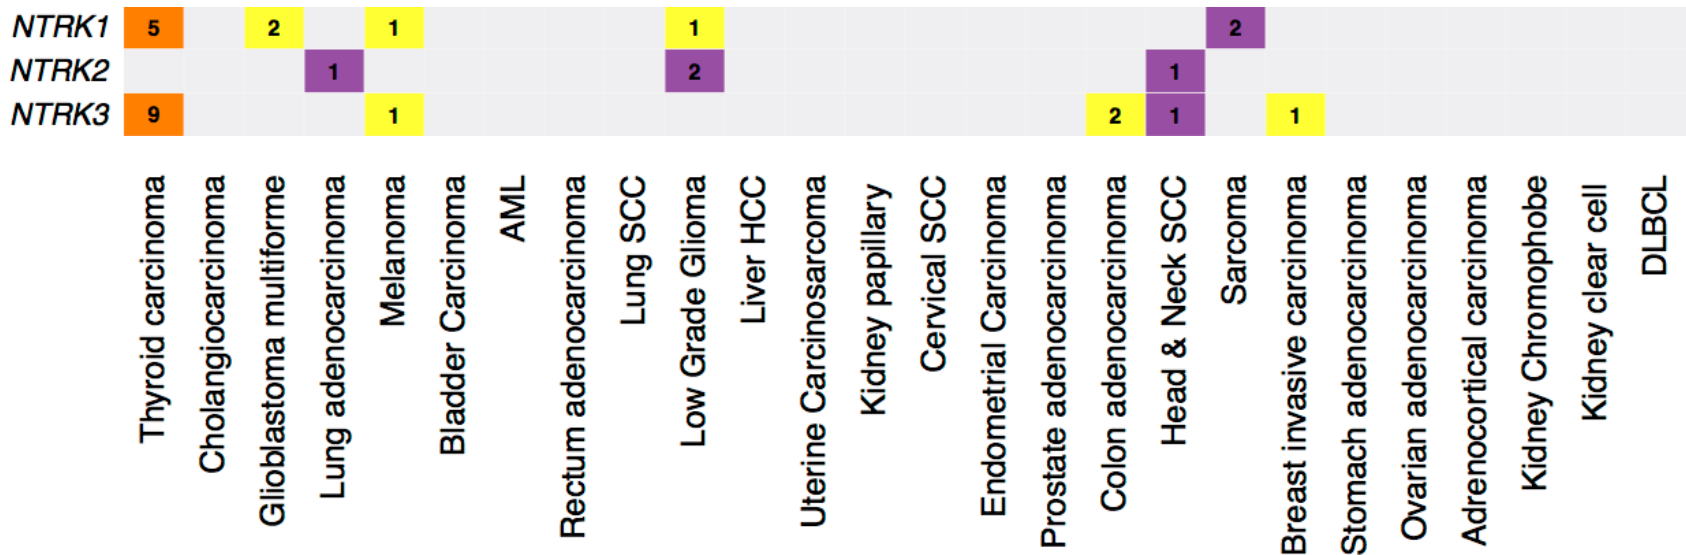 NTRK1 5 2 1 1 2
NTRK2 1 2 1
NTRK3 9 1 2 1 1
Thyroid carcinoma
Cholangiocarcinoma
Glioblastoma multiforme
Lung adenocarcinoma
Melanoma
Bladder Carcinoma
AML
Rectum adenocarcinoma
Lung SCC
Low Grade Glioma
Liver HCC
Uterine Carcinosarcoma
Kidney papillary
Cervical SCC
Endometrial Carcinoma
Prostate adenocarcinoma
Colon adenocarcinoma
Head & Neck SCC
Sarcoma
Breast invasive carcinoma
Stomach adenocarcinoma
Ovarian adenocarcinoma
Adrenocortical carcinoma
Kidney Chromophobe
Kidney clear cell
DLBCL